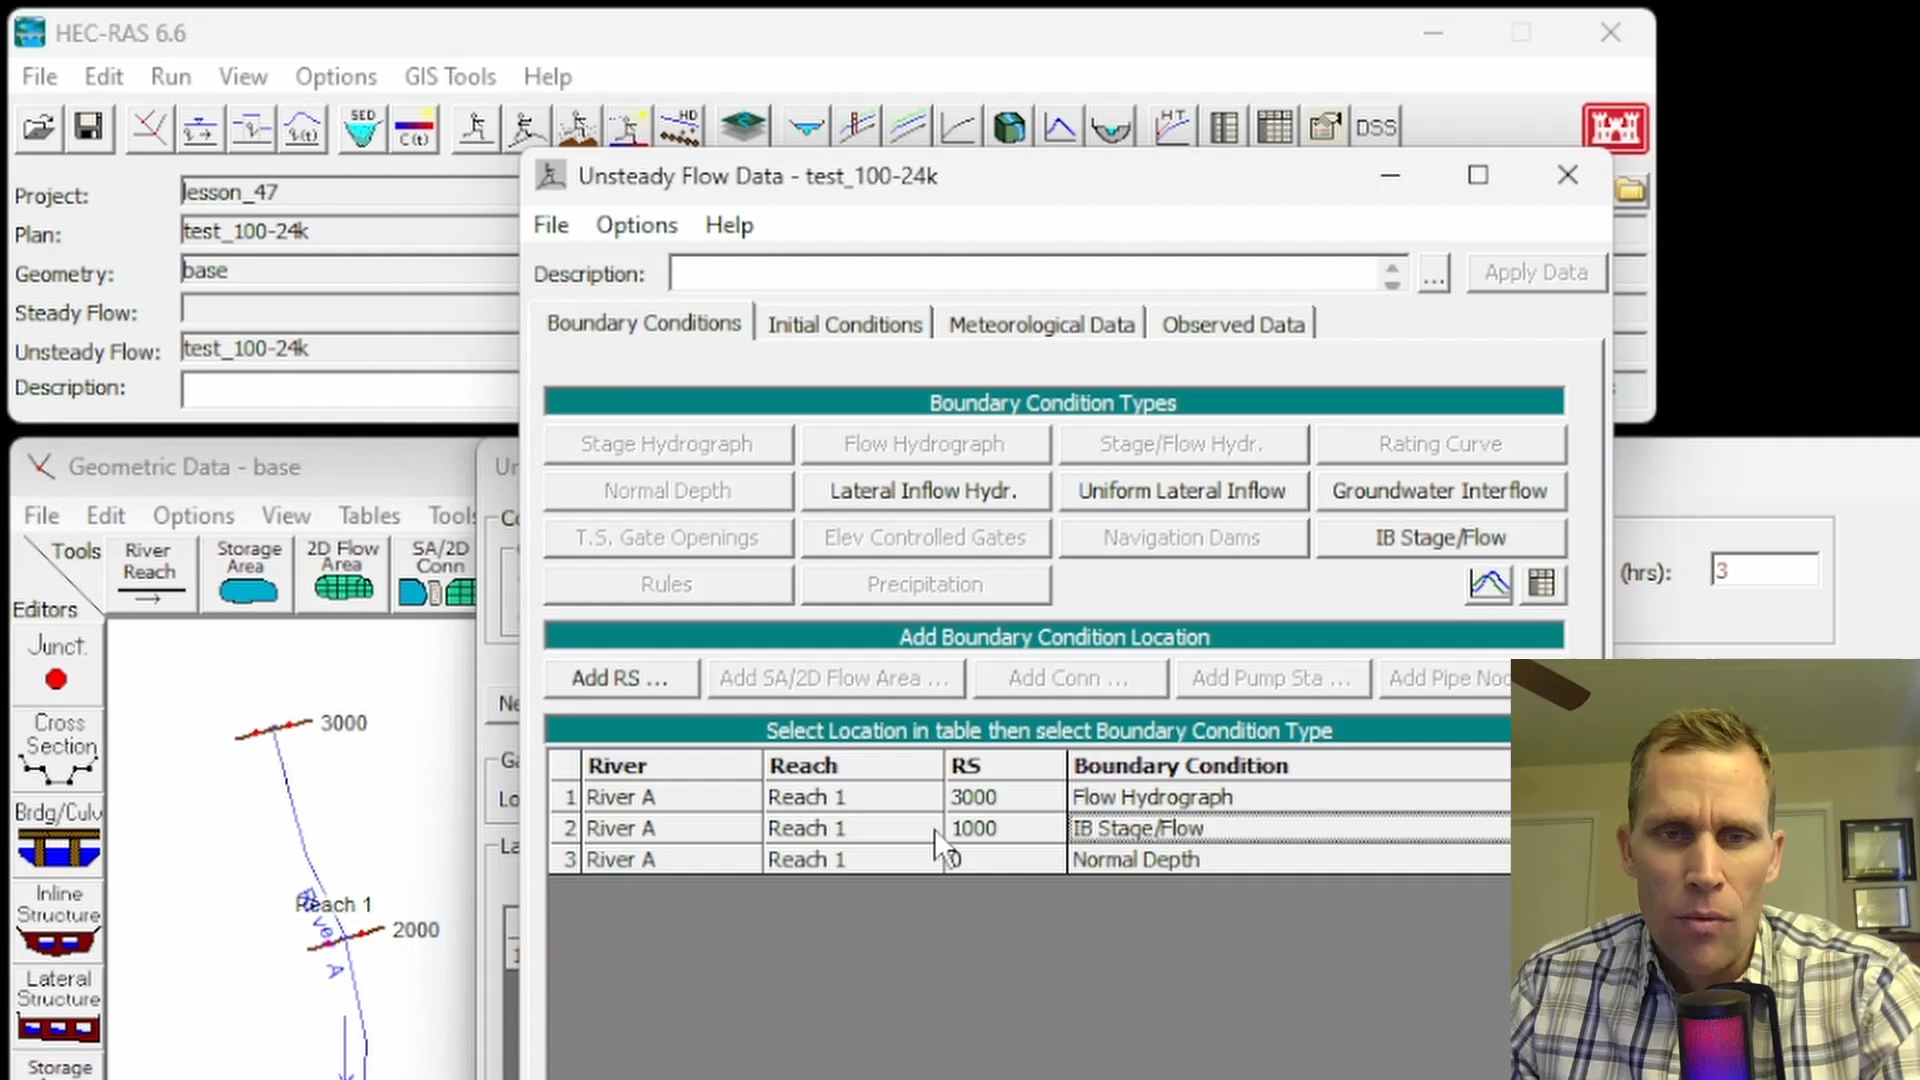 HEC-RAS 6.6
File Edit Run View Options GIS Tools Help
SED C(t) HD HT DSS
Project: lesson_47
Plan: test_100-24k
Geometry: base
Steady Flow:
Unsteady Flow: test_100-24k
Description:
Unsteady Flow Data - test_100-24k
File Options Help
Description: ... Apply Data
Boundary Conditions Initial Conditions Meteorological Data Observed Data
Boundary Condition Types
Stage Hydrograph Flow Hydrograph Stage/Flow Hydr. Rating Curve
Normal Depth Lateral Inflow Hydr. Uniform Lateral Inflow Groundwater Interflow
T.S. Gate Openings Elev Controlled Gates Navigation Dams IB Stage/Flow
Rules Precipitation
Add Boundary Condition Location
Add RS ... Add SA/2D Flow Area ... Add Conn ... Add Pump Sta ... Add Pipe Noc
Select Location in table then select Boundary Condition Type
River Reach RS Boundary Condition
1 River A Reach 1 3000 Flow Hydrograph
2 River A Reach 1 1000 IB Stage/Flow
3 River A Reach 1 0 Normal Depth
(hrs): 3
Geometric Data - base
File Edit Options View Tables Tools
Tools
Editors
River
Reach
Storage
Area
2D Flow
Area
SA/2D
Conn
Junct.
Cross
Section
Brdg/Culv
Inline
Structure
Lateral
Structure
Storage
3000
Reach 1
2000